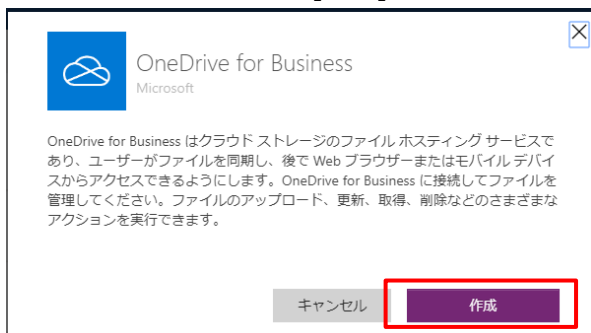 OneDrive for Business
Microsoft
OneDrive for Business はクラウド ストレージのファイル ホスティング サービスで
あり、ユーザーがファイルを同期し、後で Web ブラウザーまたはモバイル デバイ
スからアクセスできるようにします。OneDrive for Business に接続してファイルを
管理してください。ファイルのアップロード、更新、取得、削除などのさまざまな
アクションを実行できます。
キャンセル
作成